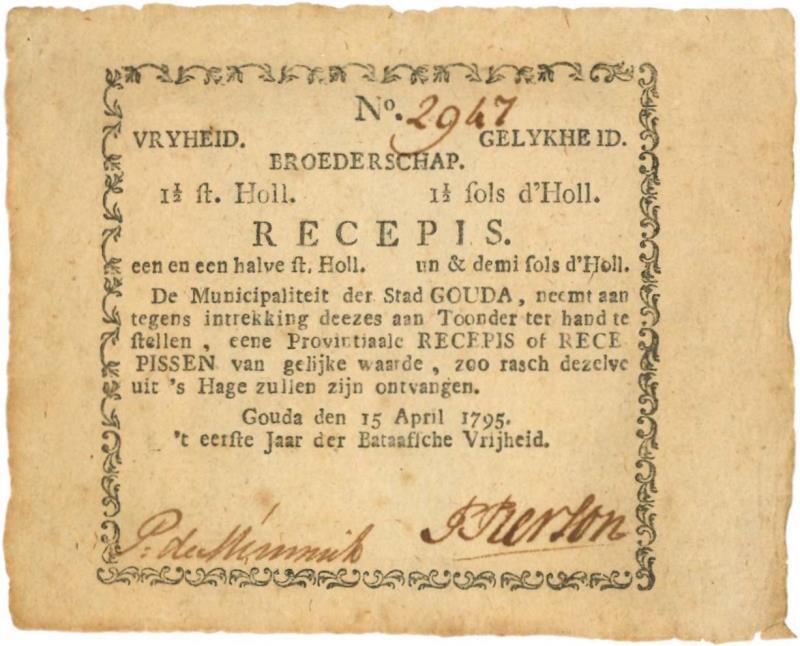 No. 2947
VRYHEID. GELYKHEID.
BROEDERSCHAP.
1½ ſt. Holl. 1½ ſols d'Holl.
RECEPIS.
een en een halve ſt. Holl. un & demi ſols d'Holl.
De Municipaliteit der Stad GOUDA, neemt aan
tegens intrekking deezes aan Toonder ter hand te
ſtellen, eene Provintiaale RECEPIS of RECE
PISSEN van gelijke waarde, zoo rasch dezelve
uit 's Hage zullen zijn ontvangen.
Gouda den 15 April 1795.
't eerſte Jaar der Bataafſche Vrijheid.